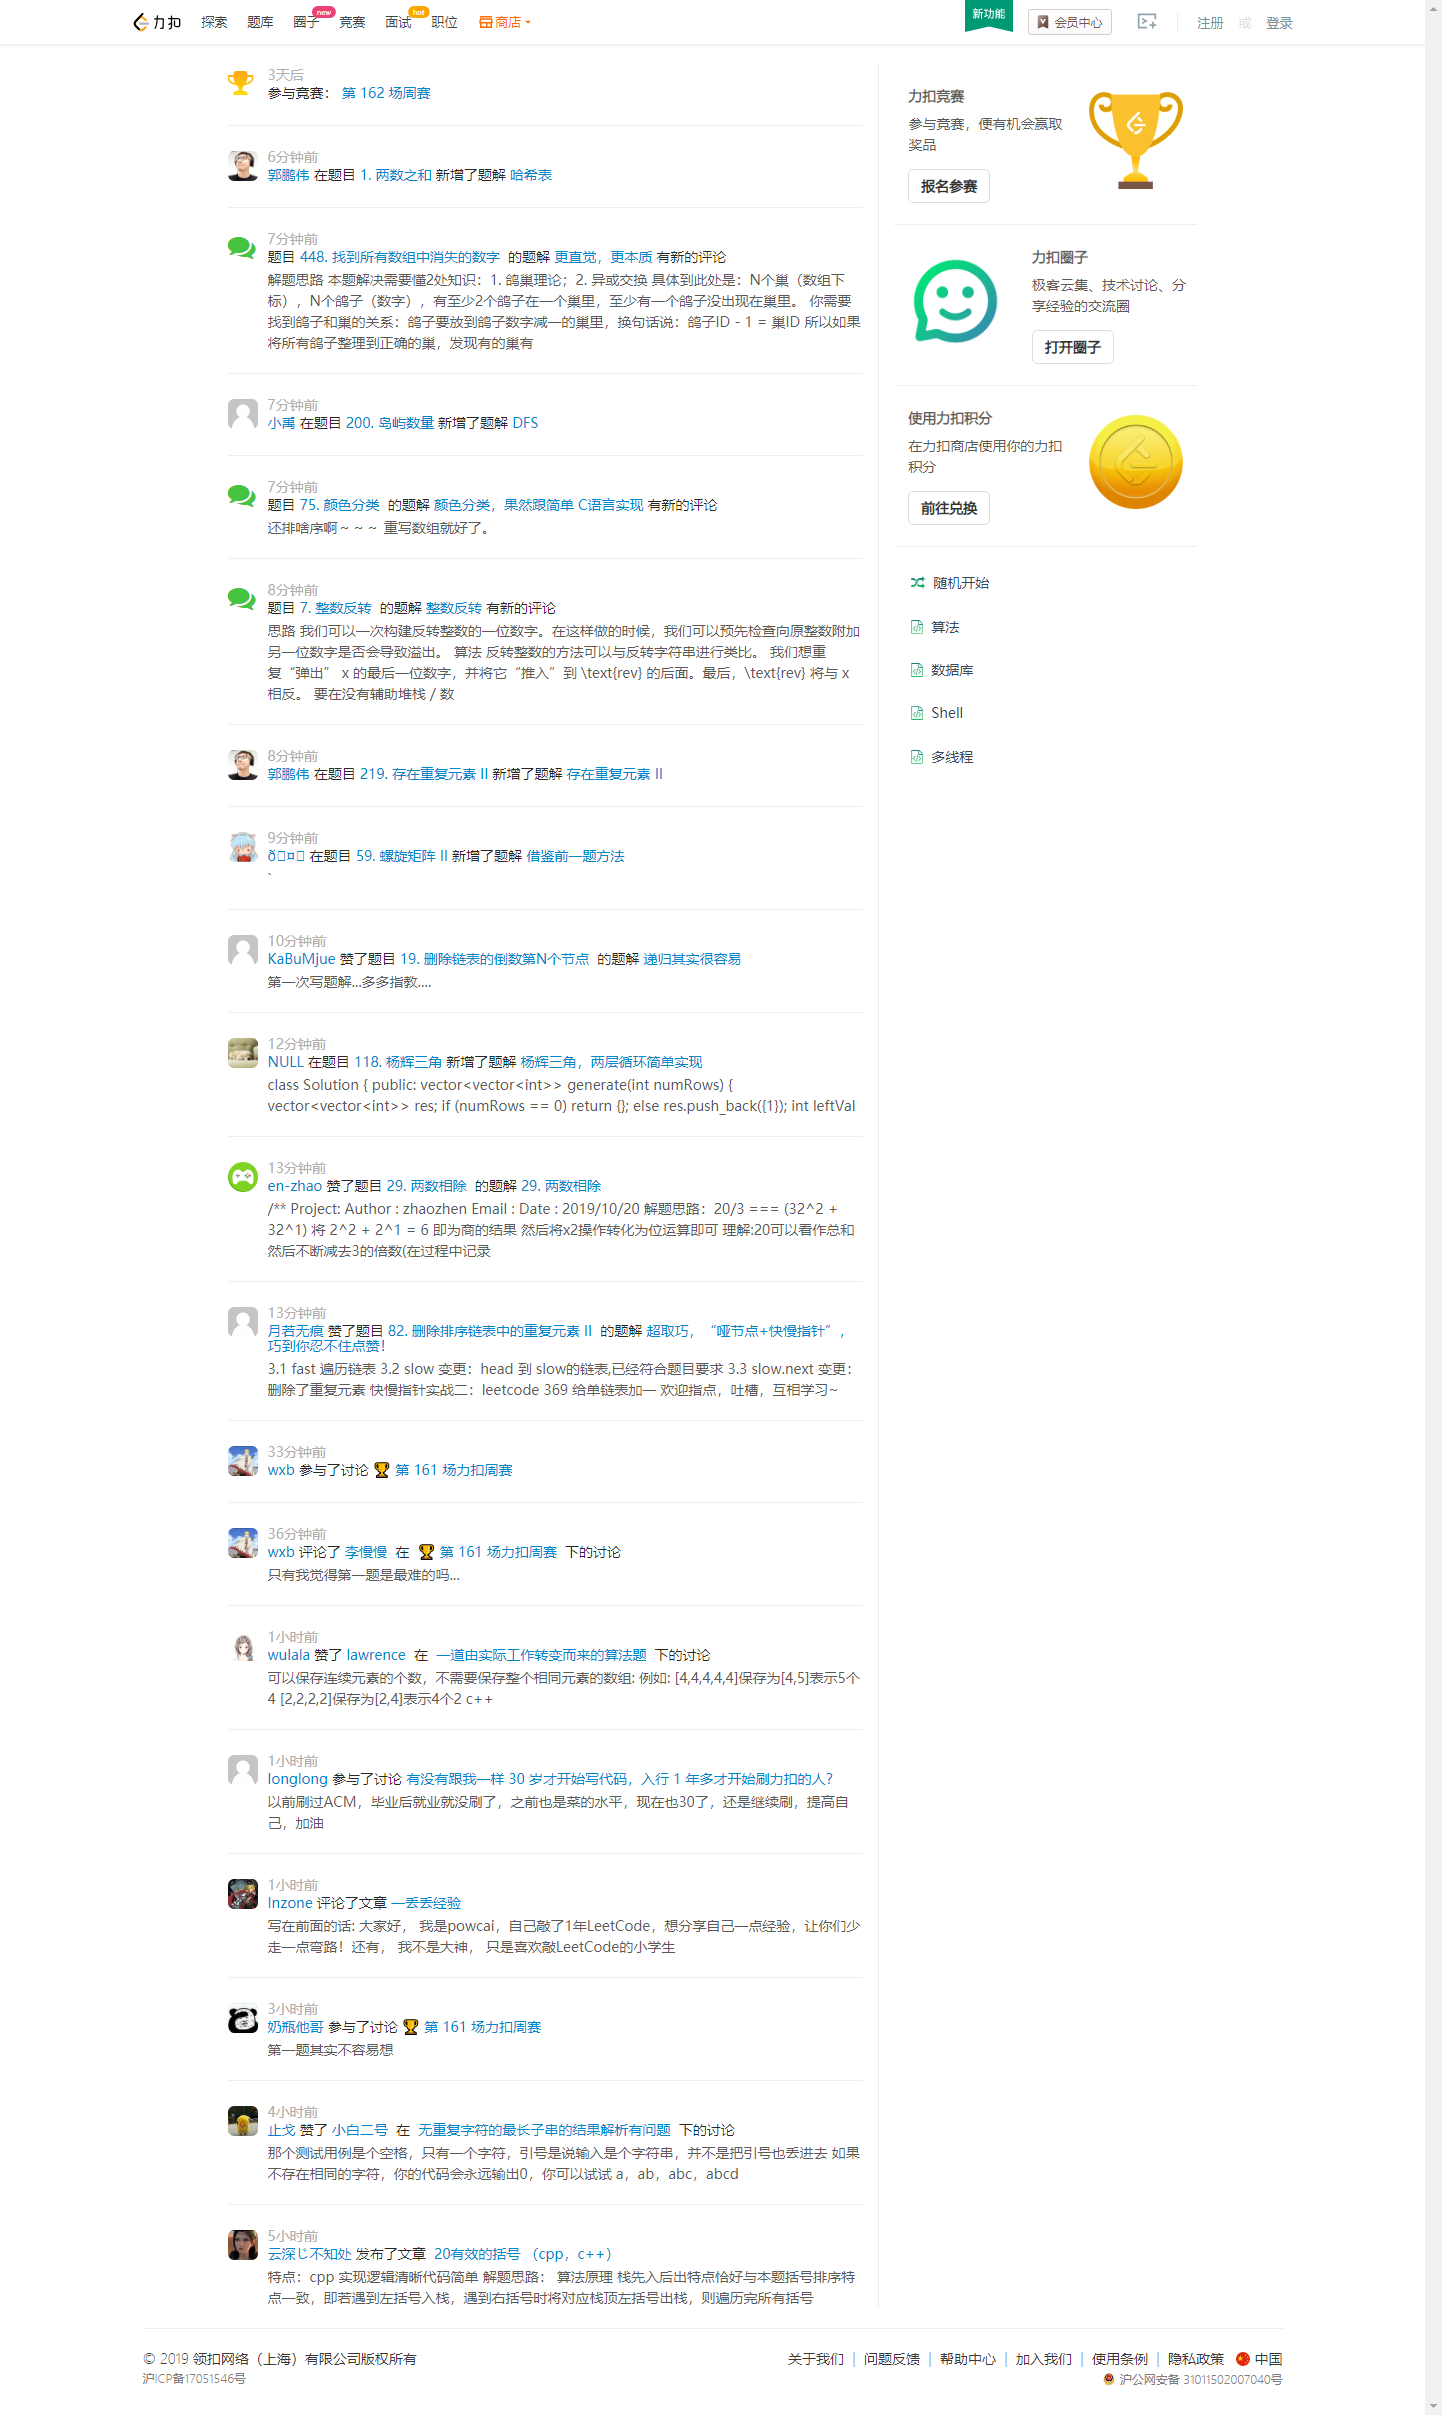 力扣 探索 题库 圈子 new 竞赛 面试 hot 职位 商店 新功能 会员中心 注册 或 登录
3天后
参与竞赛： 第 162 场周赛
6分钟前
郭鹏伟 在题目 1. 两数之和 新增了题解 哈希表
7分钟前
题目 448. 找到所有数组中消失的数字 的题解 更直觉，更本质 有新的评论
解题思路 本题解决需要懂2处知识：1. 鸽巢理论；2. 异或交换 具体到此处是：N个巢（数组下
标），N个鸽子（数字），有至少2个鸽子在一个巢里，至少有一个鸽子没出现在巢里。 你需要
找到鸽子和巢的关系：鸽子要放到鸽子数字减一的巢里，换句话说：鸽子ID - 1 = 巢ID 所以如果
将所有鸽子整理到正确的巢，发现有的巢有
7分钟前
小禹 在题目 200. 岛屿数量 新增了题解 DFS
7分钟前
题目 75. 颜色分类 的题解 颜色分类，果然跟简单 C语言实现 有新的评论
还排啥序啊～～～ 重写数组就好了。
8分钟前
题目 7. 整数反转 的题解 整数反转 有新的评论
思路 我们可以一次构建反转整数的一位数字。在这样做的时候，我们可以预先检查向原整数附加
另一位数字是否会导致溢出。 算法 反转整数的方法可以与反转字符串进行类比。 我们想重
复“弹出” x 的最后一位数字，并将它“推入”到 \text{rev} 的后面。最后，\text{rev} 将与 x
相反。 要在没有辅助堆栈 / 数
8分钟前
郭鹏伟 在题目 219. 存在重复元素 II 新增了题解 存在重复元素 II
9分钟前
ð¤ 在题目 59. 螺旋矩阵 II 新增了题解 借鉴前一题方法
`
10分钟前
KaBuMjue 赞了题目 19. 删除链表的倒数第N个节点 的题解 递归其实很容易
第一次写题解...多多指教....
12分钟前
NULL 在题目 118. 杨辉三角 新增了题解 杨辉三角，两层循环简单实现
class Solution { public: vector<vector<int>> generate(int numRows) {
vector<vector<int>> res; if (numRows == 0) return {}; else res.push_back({1}); int leftVal
13分钟前
en-zhao 赞了题目 29. 两数相除 的题解 29. 两数相除
/** Project: Author : zhaozhen Email : Date : 2019/10/20 解题思路：20/3 === (32^2 +
32^1) 将 2^2 + 2^1 = 6 即为商的结果 然后将x2操作转化为位运算即可 理解:20可以看作总和
然后不断减去3的倍数(在过程中记录
13分钟前
月若无痕 赞了题目 82. 删除排序链表中的重复元素 II 的题解 超取巧，“哑节点+快慢指针”，
巧到你忍不住点赞！
3.1 fast 遍历链表 3.2 slow 变更：head 到 slow的链表,已经符合题目要求 3.3 slow.next 变更：
删除了重复元素 快慢指针实战二：leetcode 369 给单链表加一 欢迎指点，吐槽，互相学习~
33分钟前
wxb 参与了讨论 🏆 第 161 场力扣周赛
36分钟前
wxb 评论了 李慢慢 在 🏆 第 161 场力扣周赛 下的讨论
只有我觉得第一题是最难的吗...
1小时前
wulala 赞了 lawrence 在 一道由实际工作转变而来的算法题 下的讨论
可以保存连续元素的个数，不需要保存整个相同元素的数组: 例如: [4,4,4,4,4]保存为[4,5]表示5个
4 [2,2,2,2]保存为[2,4]表示4个2 c++
1小时前
longlong 参与了讨论 有没有跟我一样 30 岁才开始写代码，入行 1 年多才开始刷力扣的人？
以前刷过ACM，毕业后就业就没刷了，之前也是菜的水平，现在也30了，还是继续刷，提高自
己，加油
1小时前
Inzone 评论了文章 一丢丢经验
写在前面的话: 大家好， 我是powcai，自己敲了1年LeetCode，想分享自己一点经验，让你们少
走一点弯路！还有， 我不是大神， 只是喜欢敲LeetCode的小学生
3小时前
奶瓶他哥 参与了讨论 🏆 第 161 场力扣周赛
第一题其实不容易想
4小时前
止戈 赞了 小白二号 在 无重复字符的最长子串的结果解析有问题 下的讨论
那个测试用例是个空格，只有一个字符，引号是说输入是个字符串，并不是把引号也丢进去 如果
不存在相同的字符，你的代码会永远输出0，你可以试试 a，ab，abc，abcd
5小时前
云深じ不知处 发布了文章 20有效的括号 （cpp，c++）
特点：cpp 实现逻辑清晰代码简单 解题思路： 算法原理 栈先入后出特点恰好与本题括号排序特
点一致，即若遇到左括号入栈，遇到右括号时将对应栈顶左括号出栈，则遍历完所有括号
力扣竞赛
参与竞赛，便有机会赢取
奖品
报名参赛
力扣圈子
极客云集、技术讨论、分
享经验的交流圈
打开圈子
使用力扣积分
在力扣商店使用你的力扣
积分
前往兑换
随机开始
算法
数据库
Shell
多线程
© 2019 领扣网络（上海）有限公司版权所有
沪ICP备17051546号
关于我们 | 问题反馈 | 帮助中心 | 加入我们 | 使用条例 | 隐私政策 中国
沪公网安备 31011502007040号